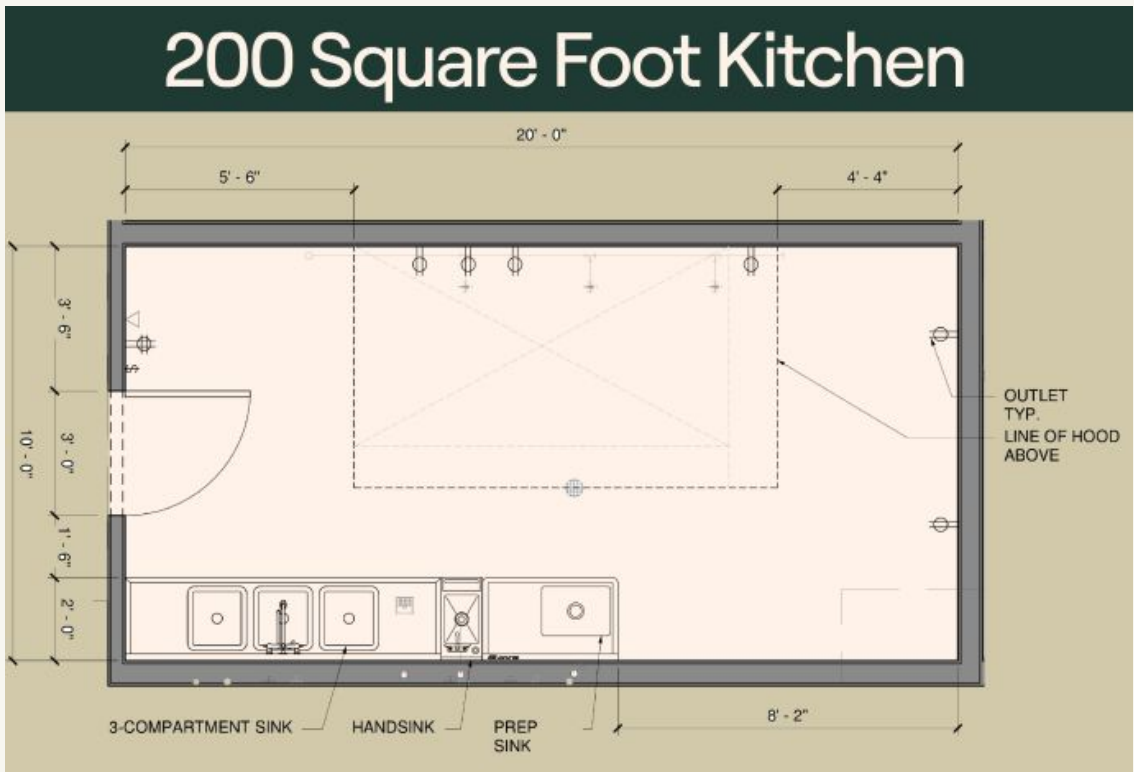 200 Square Foot Kitchen
20' - 0"
5' - 6"
4' - 4"
3' - 6"
10' - 0"
3' - 0"
1' - 6"
2' - 0"
$
OUTLET
TYP.
LINE OF HOOD
ABOVE
3-COMPARTMENT SINK
HANDSINK
PREP
SINK
8' - 2"